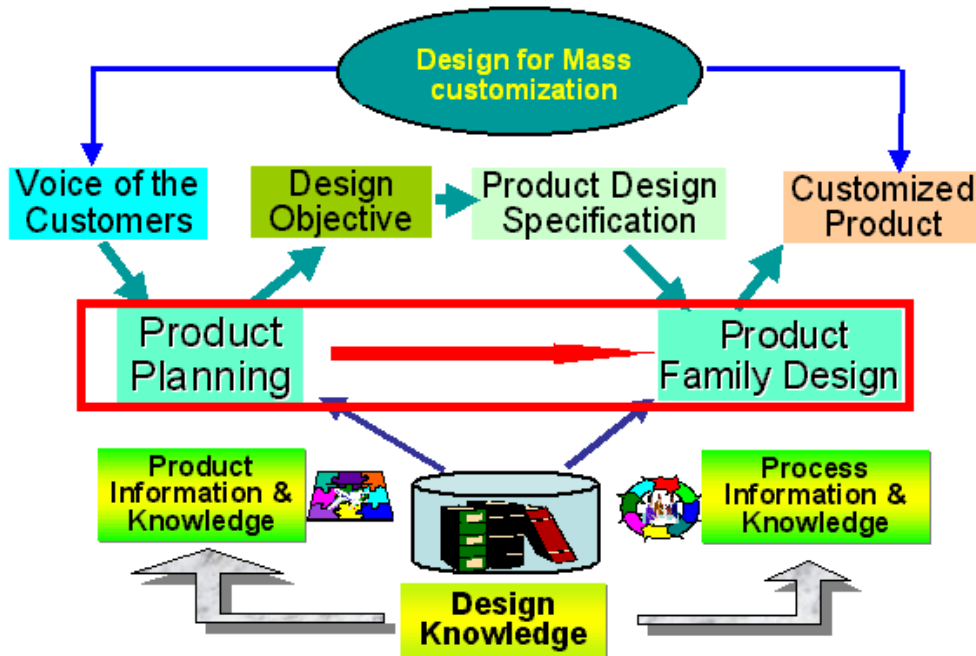 Design for Mass
customization
Voice of the
Customers
Design
Objective
Product Design
Specification
Customized
Product
Product
Planning
Product
Family Design
Product
Information &
Knowledge
Process
Information &
Knowledge
Design
Knowledge